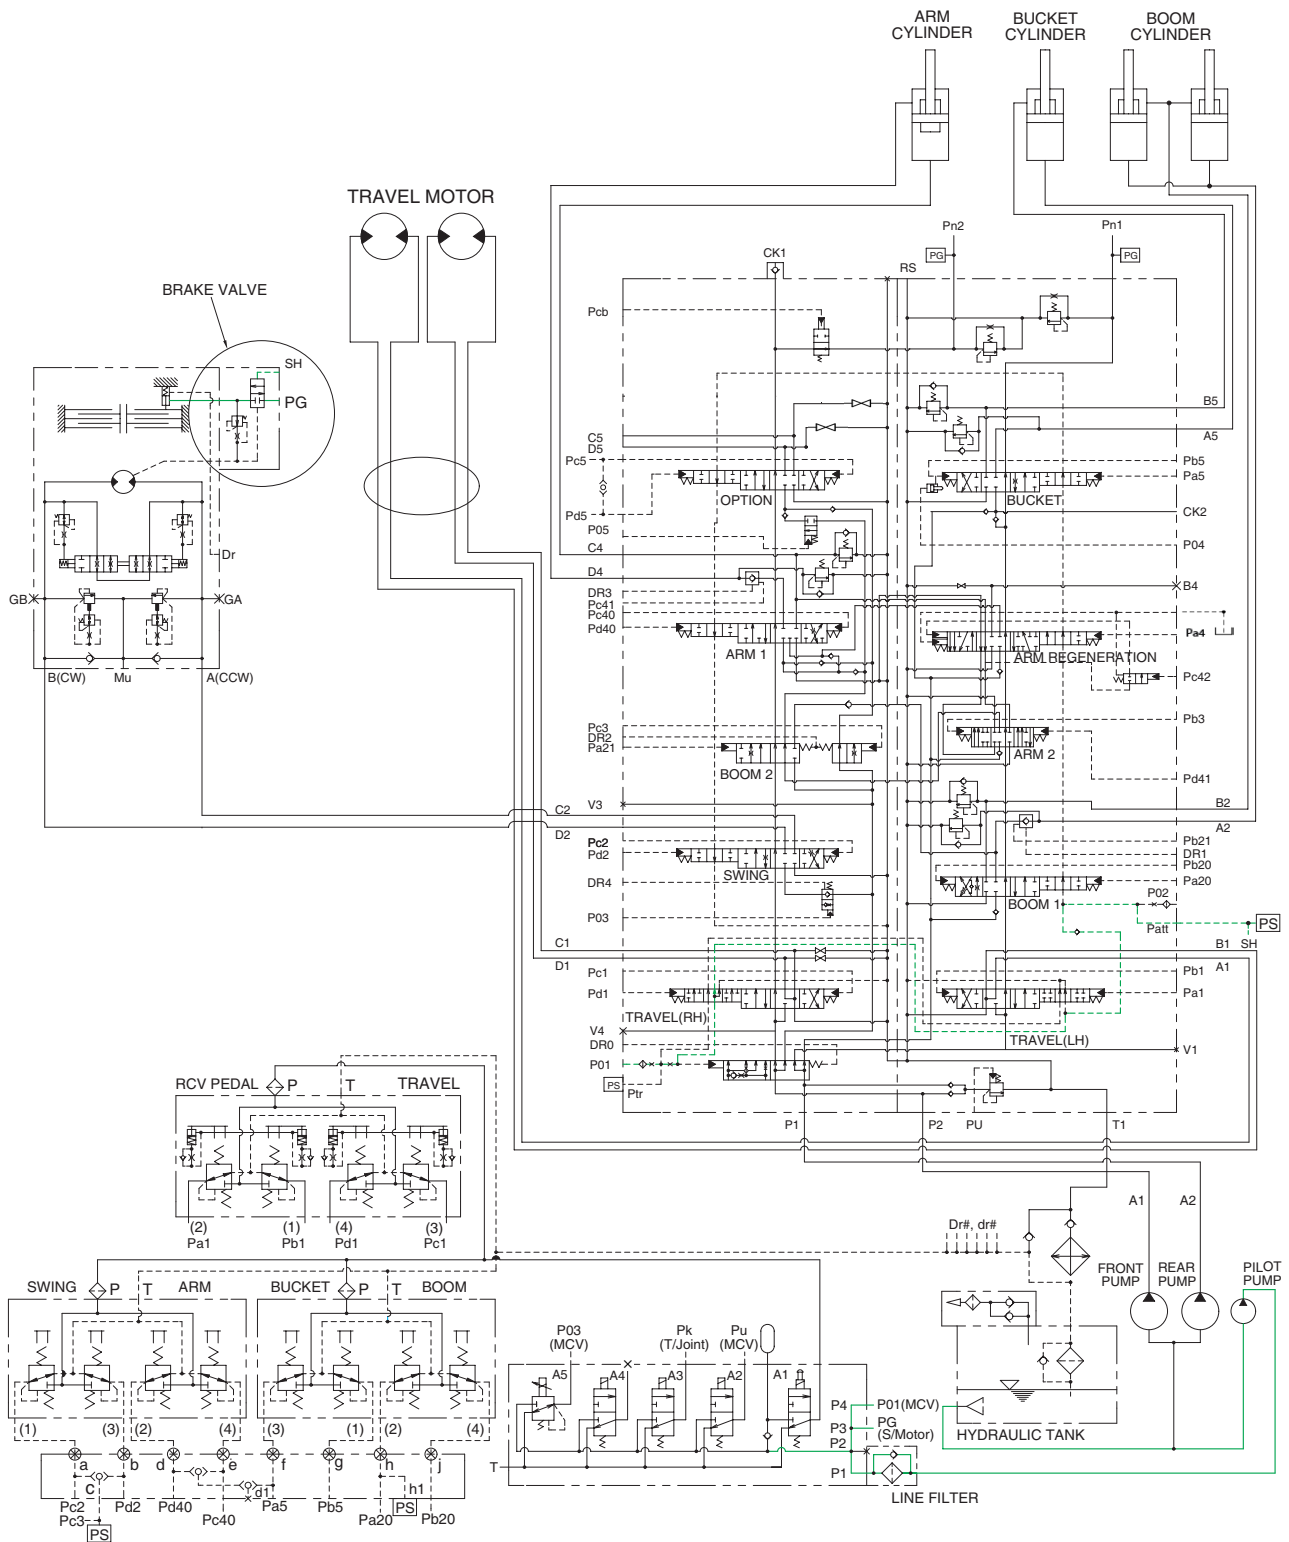 ARM
CYLINDER
BUCKET
CYLINDER
BOOM
CYLINDER
TRAVEL MOTOR
BRAKE VALVE
SH
PG
Dr
GB
GA
B(CW)
Mu
A(CCW)
CK1
RS
Pn2
Pn1
PG
PG
Pcb
C5
D5
Pc5
Pd5
P05
C4
D4
DR3
Pc41
Pc40
Pd40
Pc3
DR2
Pa21
V3
C2
D2
Pc2
Pd2
DR4
P03
C1
D1
Pc1
Pd1
TRAVEL(RH)
V4
DR0
P01
PS
Ptr
OPTION
ARM 1
BOOM 2
SWING
BUCKET
ARM REGENERATION
ARM 2
BOOM 1
TRAVEL(LH)
B5
A5
Pb5
Pa5
CK2
P04
B4
Pa4
Pc42
Pb3
Pd41
B2
A2
Pb21
DR1
Pb20
Pa20
P02
Patt
PS
B1
SH
A1
Pb1
Pa1
V1
P1
P2
PU
T1
RCV PEDAL
P
T
TRAVEL
(2)
(1)
(4)
(3)
Pa1
Pb1
Pd1
Pc1
SWING
P
T
ARM
BUCKET
P
T
BOOM
(1)
(3)
(2)
(4)
(3)
(1)
(2)
(4)
a
b
d
e
f
g
h
j
c
d1
h1
Pc2
Pd2
Pd40
Pa5
Pb5
PS
Pc3
PS
Pc40
Pa20
Pb20
P03
(MCV)
Pk
(T/Joint)
Pu
(MCV)
A5
A4
A3
A2
A1
T
P4
P01(MCV)
P3
PG
(S/Motor)
P2
P1
LINE FILTER
Dr#, dr#
A1
A2
FRONT
PUMP
REAR
PUMP
PILOT
PUMP
HYDRAULIC TANK